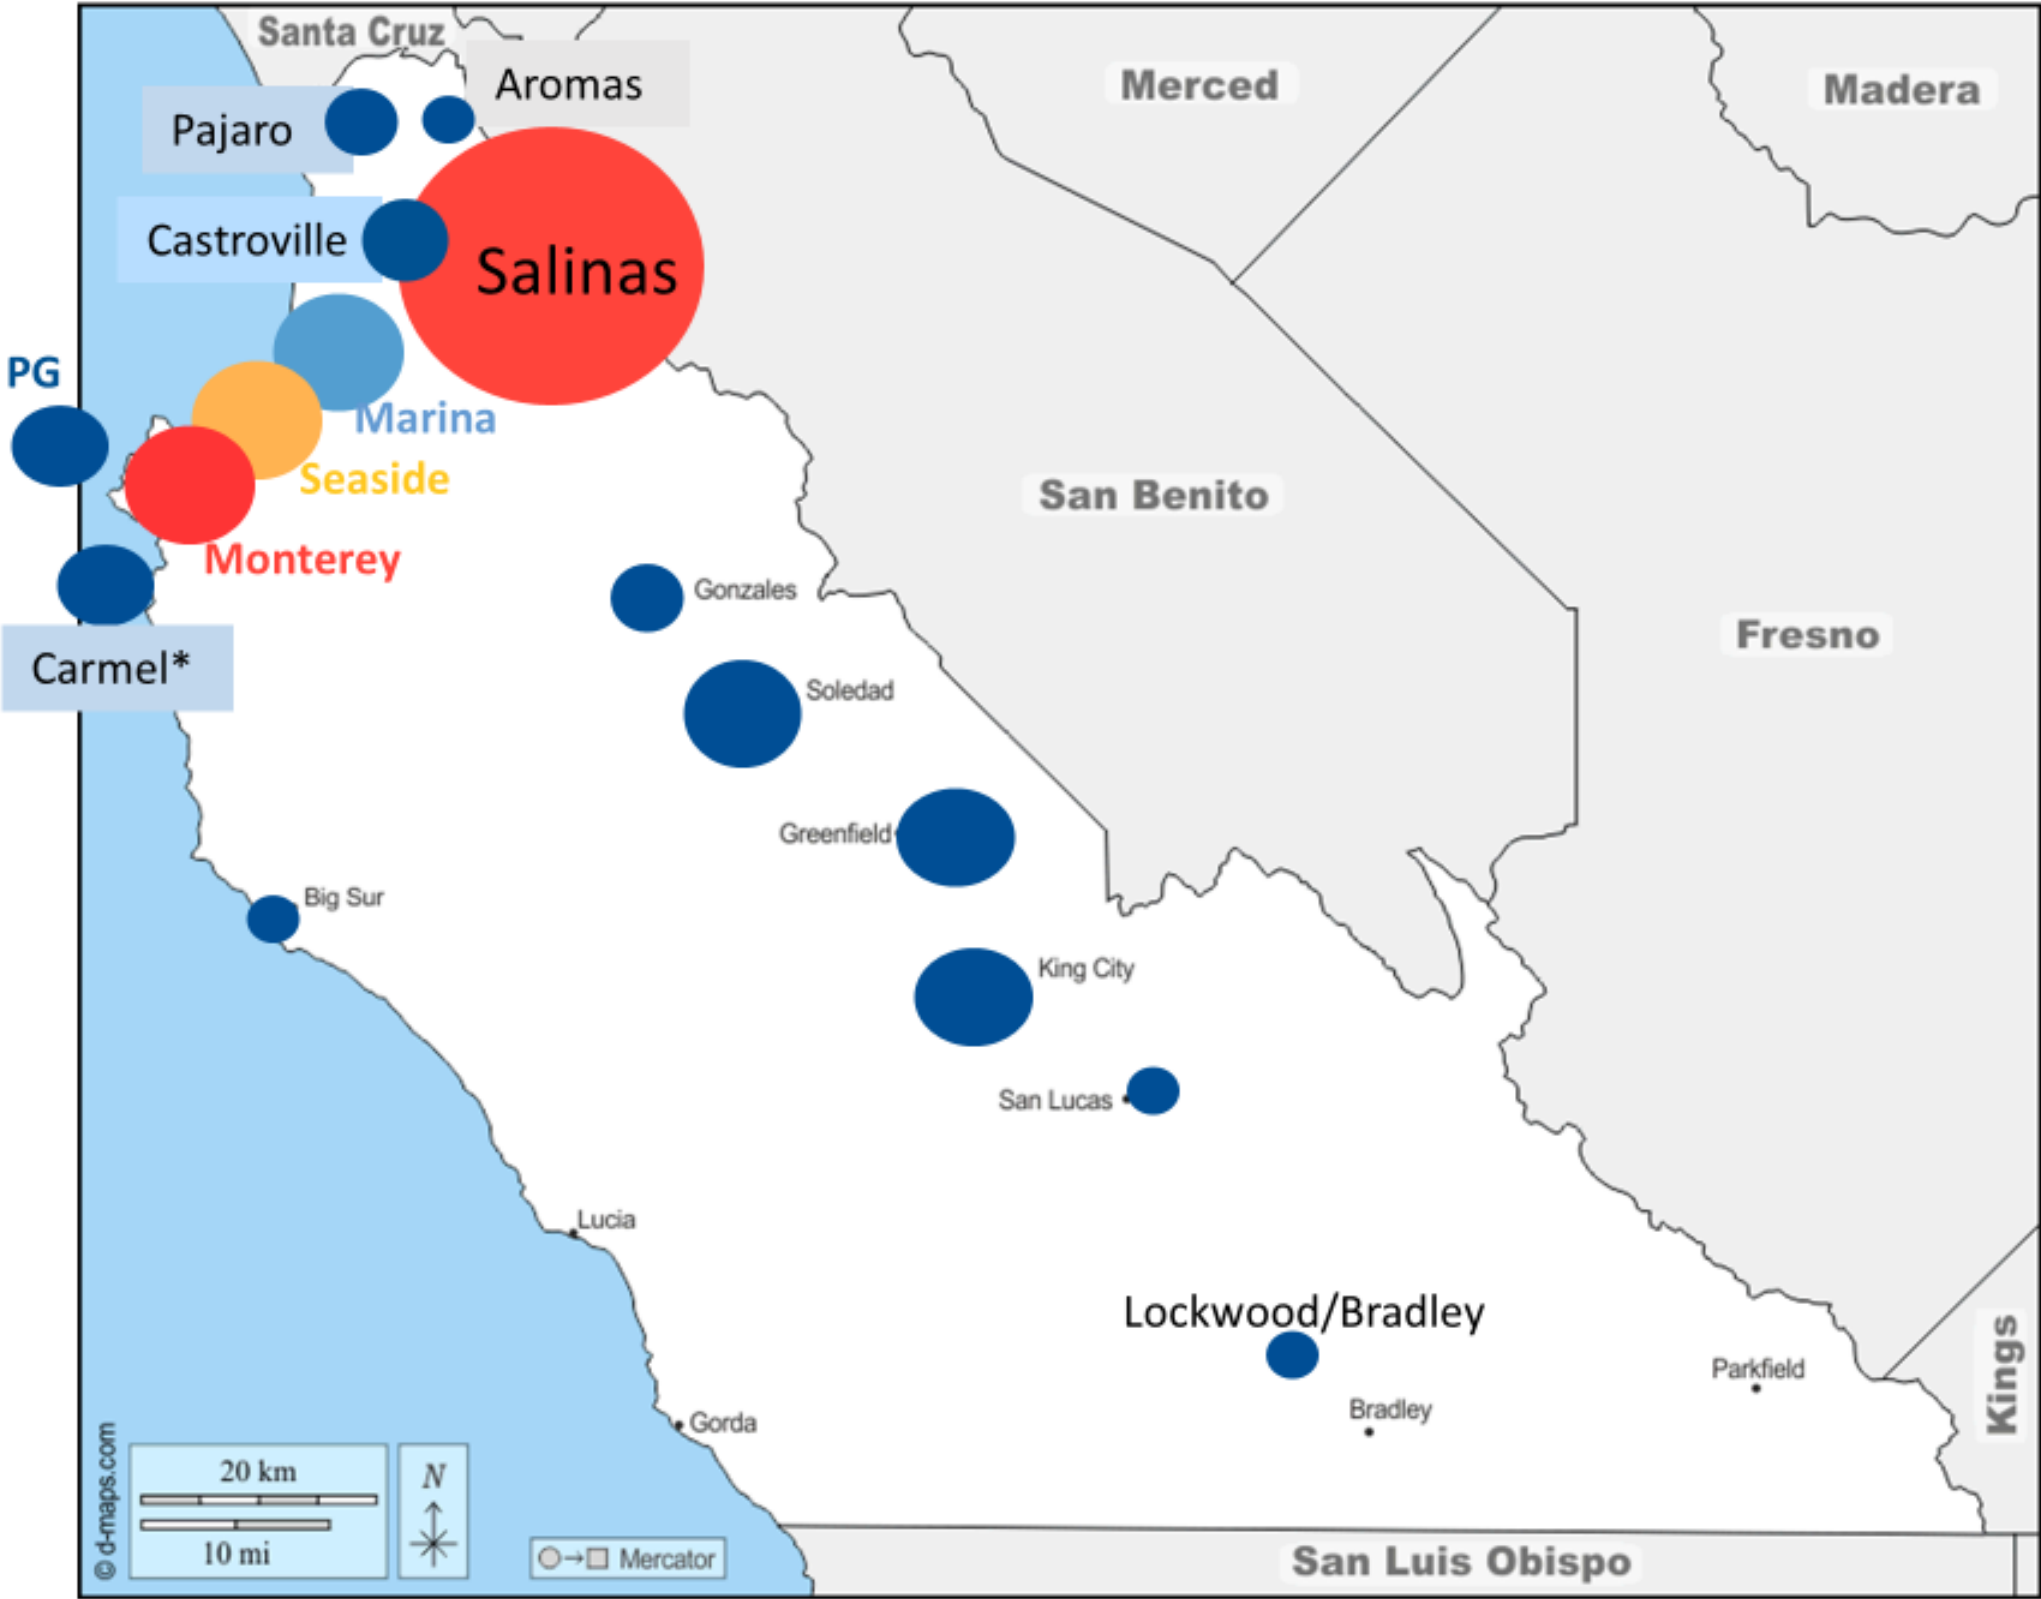 Santa Cruz
Aromas
Merced
Madera
Pajaro
Castroville
Salinas
PG
Marina
Seaside
San Benito
Monterey
Gonzales
Fresno
Carmel*
Soledad
Greenfield
Big Sur
King City
San Lucas
Lucia
Lockwood/Bradley
Parkfield
Kings
Bradley
Gorda
© d-maps.com
20 km
10 mi
N
Mercator
San Luis Obispo